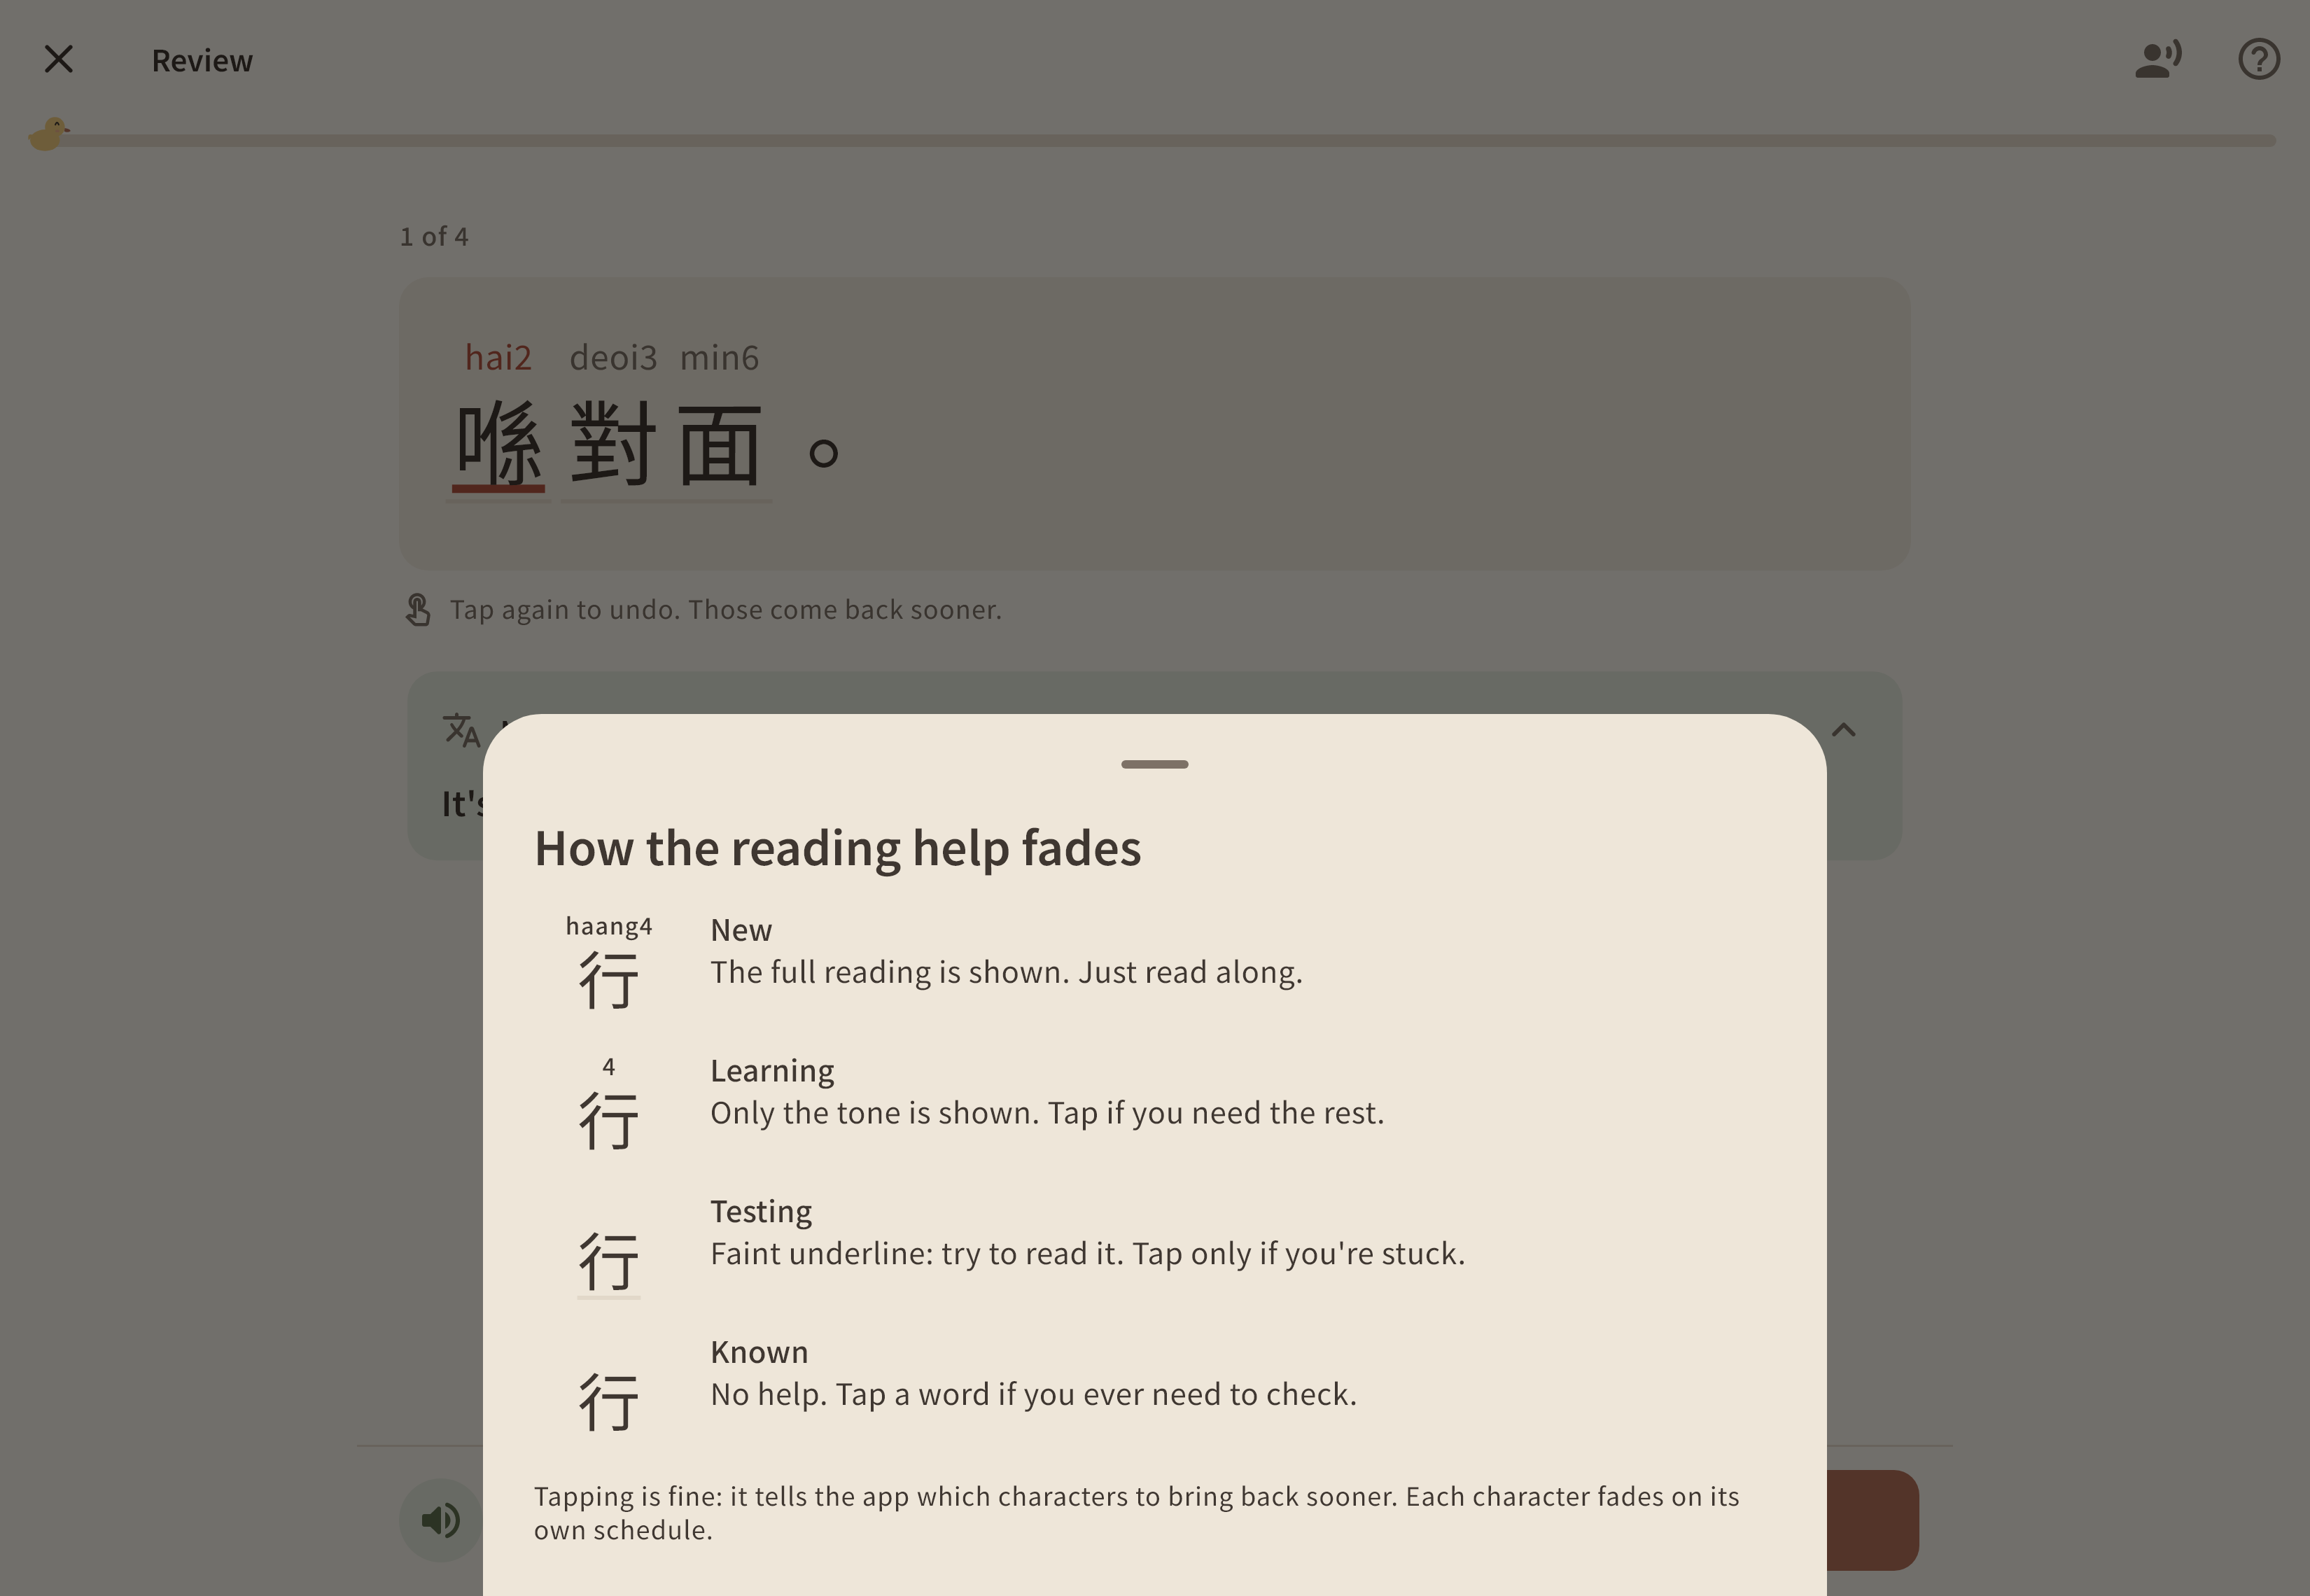 Review
1 of 4
hai2 deoi3 min6
喺對面。
Tap again to undo. Those come back sooner.
It's
How the reading help fades
haang4
行
New
The full reading is shown. Just read along.
4
行
Learning
Only the tone is shown. Tap if you need the rest.
行
Testing
Faint underline: try to read it. Tap only if you're stuck.
行
Known
No help. Tap a word if you ever need to check.
Tapping is fine: it tells the app which characters to bring back sooner. Each character fades on its
own schedule.